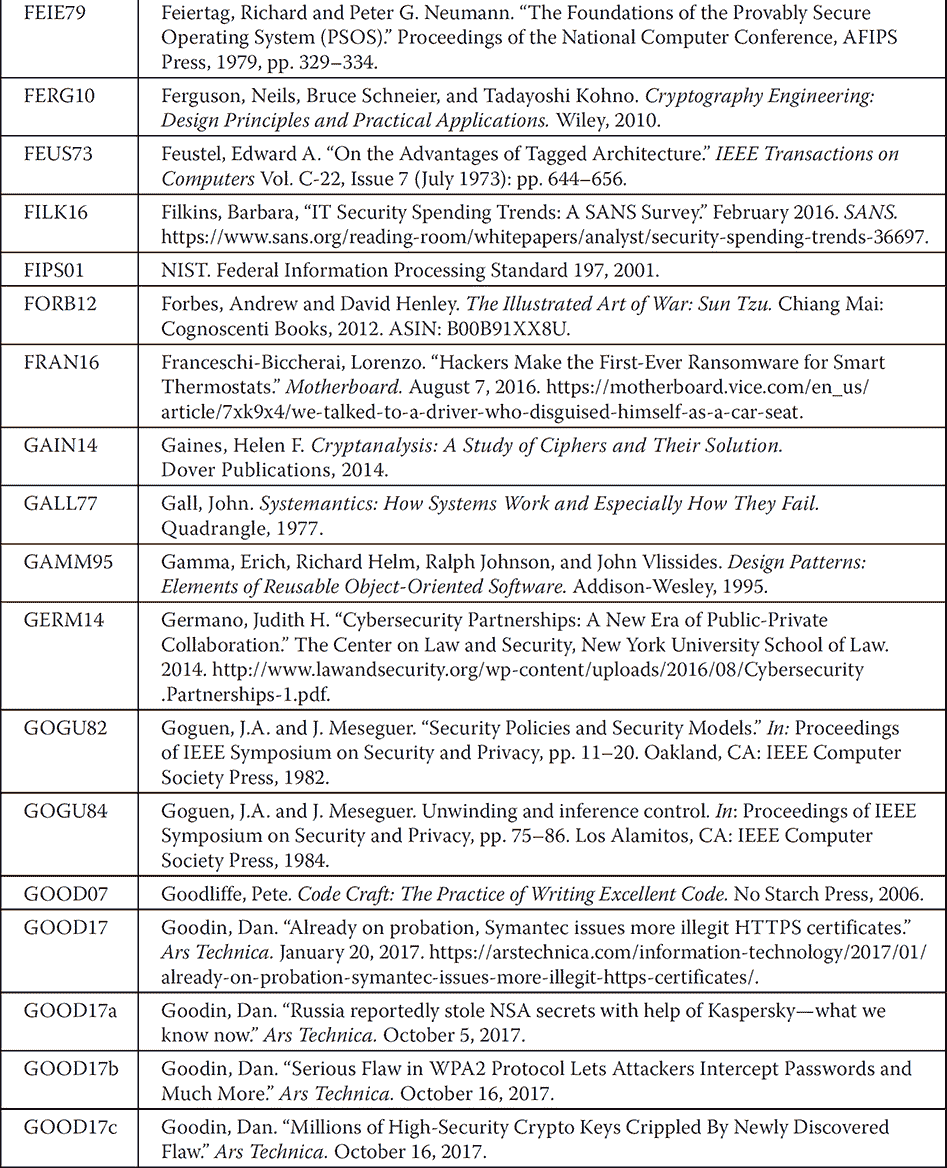 FEIE79 Feiertag, Richard and Peter G. Neumann. “The Foundations of the Provably Secure
Operating System (PSOS).” Proceedings of the National Computer Conference, AFIPS
Press, 1979, pp. 329–334.
FERG10 Ferguson, Neils, Bruce Schneier, and Tadayoshi Kohno. Cryptography Engineering:
Design Principles and Practical Applications. Wiley, 2010.
FEUS73 Feustel, Edward A. “On the Advantages of Tagged Architecture.” IEEE Transactions on
Computers Vol. C-22, Issue 7 (July 1973): pp. 644–656.
FILK16 Filkins, Barbara, “IT Security Spending Trends: A SANS Survey.” February 2016. SANS.
https://www.sans.org/reading-room/whitepapers/analyst/security-spending-trends-36697.
FIPS01 NIST. Federal Information Processing Standard 197, 2001.
FORB12 Forbes, Andrew and David Henley. The Illustrated Art of War: Sun Tzu. Chiang Mai:
Cognoscenti Books, 2012. ASIN: B00B91XX8U.
FRAN16 Franceschi-Biccherai, Lorenzo. “Hackers Make the First-Ever Ransomware for Smart
Thermostats.” Motherboard. August 7, 2016. https://motherboard.vice.com/en_us/
article/7xk9x4/we-talked-to-a-driver-who-disguised-himself-as-a-car-seat.
GAIN14 Gaines, Helen F. Cryptanalysis: A Study of Ciphers and Their Solution.
Dover Publications, 2014.
GALL77 Gall, John. Systemantics: How Systems Work and Especially How They Fail.
Quadrangle, 1977.
GAMM95 Gamma, Erich, Richard Helm, Ralph Johnson, and John Vlissides. Design Patterns:
Elements of Reusable Object-Oriented Software. Addison-Wesley, 1995.
GERM14 Germano, Judith H. “Cybersecurity Partnerships: A New Era of Public-Private
Collaboration.” The Center on Law and Security, New York University School of Law.
2014. http://www.lawandsecurity.org/wp-content/uploads/2016/08/Cybersecurity
.Partnerships-1.pdf.
GOGU82 Goguen, J.A. and J. Meseguer. “Security Policies and Security Models.” In: Proceedings
of IEEE Symposium on Security and Privacy, pp. 11–20. Oakland, CA: IEEE Computer
Society Press, 1982.
GOGU84 Goguen, J.A. and J. Meseguer. Unwinding and inference control. In: Proceedings of IEEE
Symposium on Security and Privacy, pp. 75–86. Los Alamitos, CA: IEEE Computer
Society Press, 1984.
GOOD07 Goodliffe, Pete. Code Craft: The Practice of Writing Excellent Code. No Starch Press, 2006.
GOOD17 Goodin, Dan. “Already on probation, Symantec issues more illegit HTTPS certificates.”
Ars Technica. January 20, 2017. https://arstechnica.com/information-technology/2017/01/
already-on-probation-symantec-issues-more-illegit-https-certificates/.
GOOD17a Goodin, Dan. “Russia reportedly stole NSA secrets with help of Kaspersky—what we
know now.” Ars Technica. October 5, 2017.
GOOD17b Goodin, Dan. “Serious Flaw in WPA2 Protocol Lets Attackers Intercept Passwords and
Much More.” Ars Technica. October 16, 2017.
GOOD17c Goodin, Dan. “Millions of High-Security Crypto Keys Crippled By Newly Discovered
Flaw.” Ars Technica. October 16, 2017.